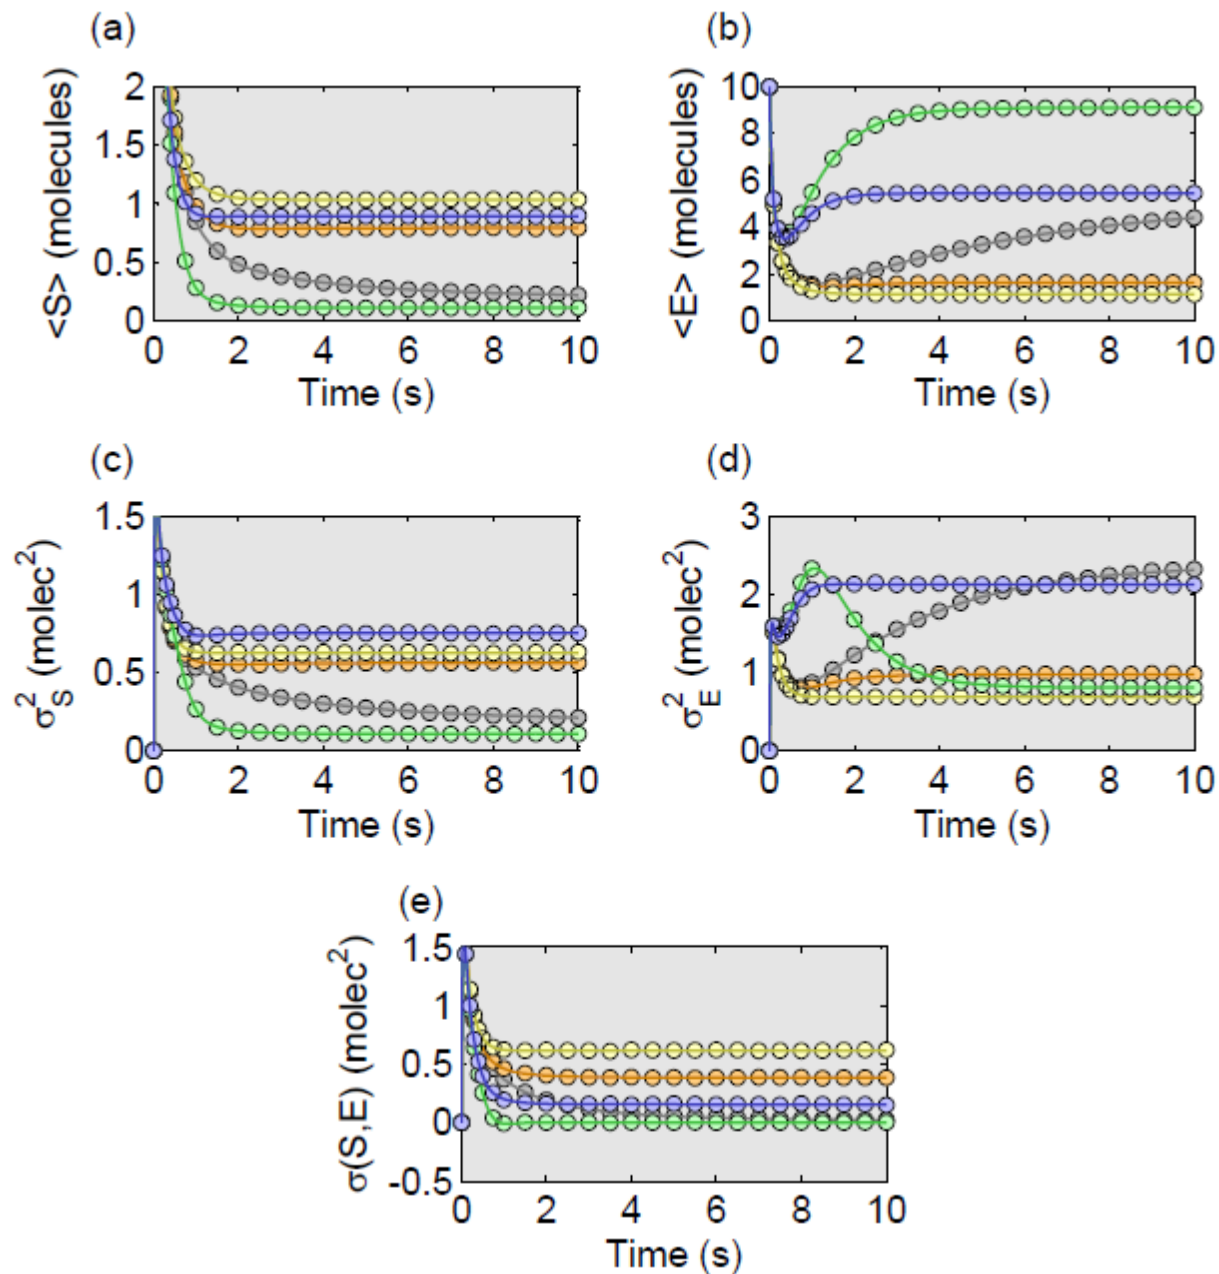 (a)
<S> (molecules)
2
1.5
1
0.5
0
0 2 4 6 8 10
Time (s)
(b)
<E> (molecules)
10
8
6
4
2
0
0 2 4 6 8 10
Time (s)
(c)
σ²_S (molec²)
1.5
1
0.5
0
0 2 4 6 8 10
Time (s)
(d)
σ²_E (molec²)
3
2
1
0
0 2 4 6 8 10
Time (s)
(e)
σ(S,E) (molec²)
1.5
1
0.5
0
-0.5
0 2 4 6 8 10
Time (s)